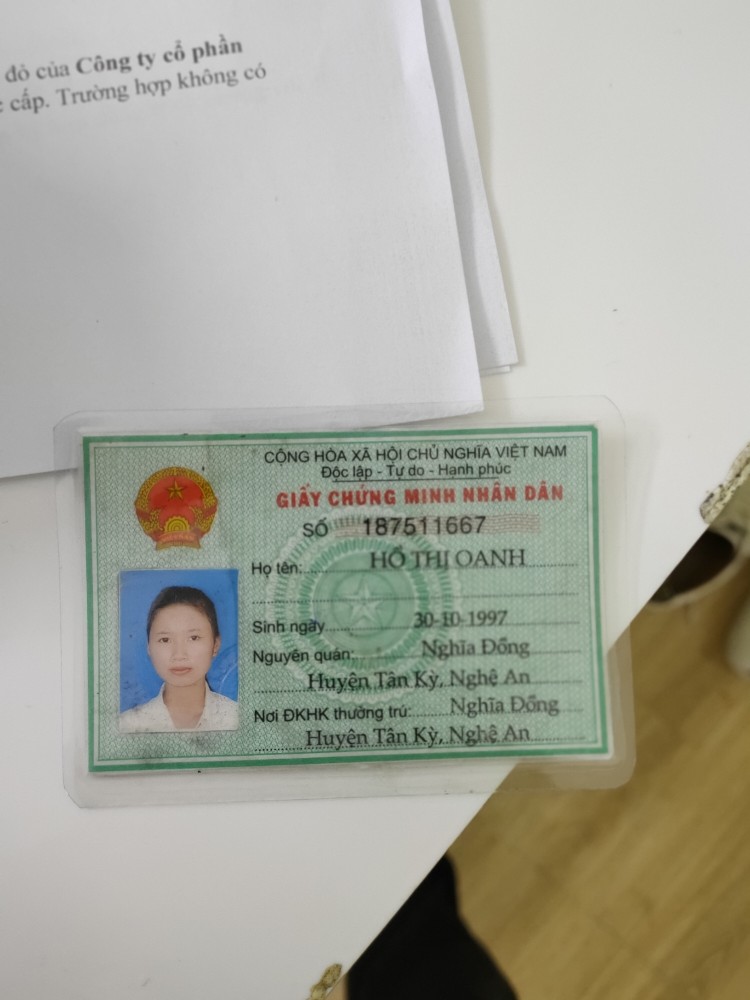 đỏ của Công ty cổ phần
cấp. Trường hợp không có
CỘNG HÒA XÃ HỘI CHỦ NGHĨA VIỆT NAM
Độc lập - Tự do - Hạnh phúc
GIẤY CHỨNG MINH NHÂN DÂN
SỐ 187511667
Họ tên: HỒ THỊ OANH
Sinh ngày 30-10-1997
Nguyên quán: Nghĩa Đồng
Huyện Tân Kỳ, Nghệ An
Nơi ĐKHK thường trú: Nghĩa Đồng
Huyện Tân Kỳ, Nghệ An